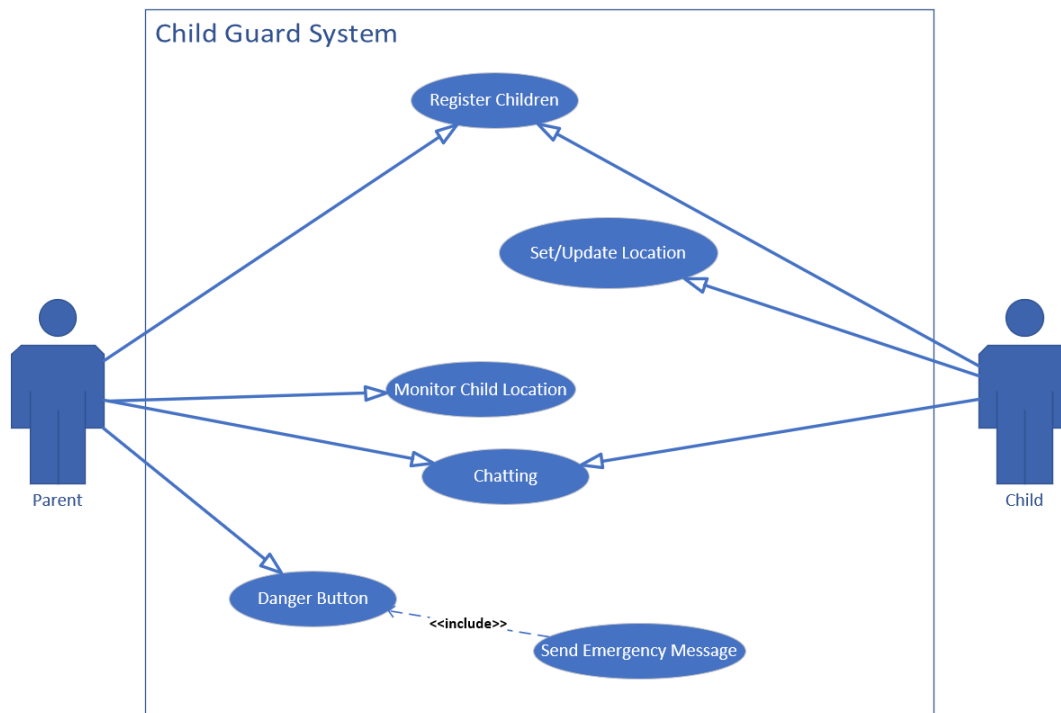 Child Guard System
Register Children
Set/Update Location
Monitor Child Location
Chatting
Parent
Child
Danger Button
<<include>>
Send Emergency Message